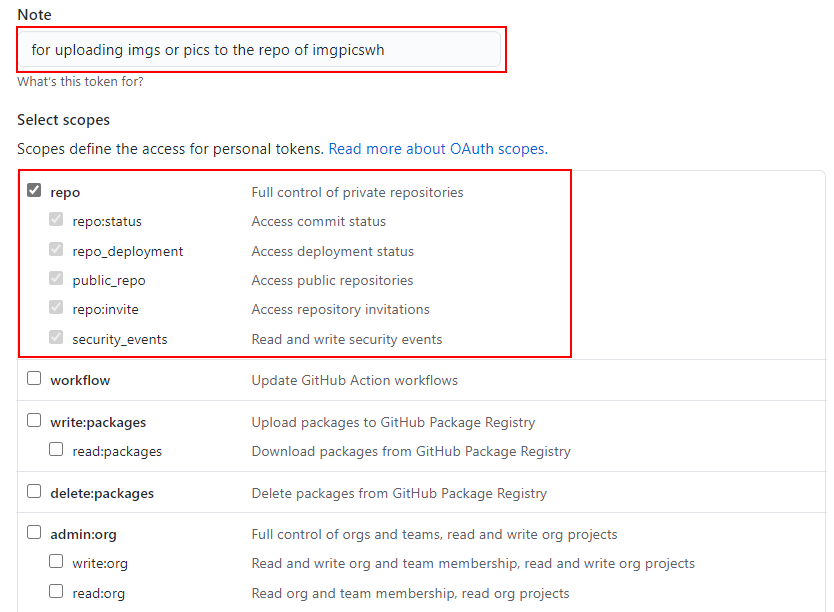 Note
for uploading imgs or pics to the repo of imgpicswh
What's this token for?
Select scopes
Scopes define the access for personal tokens. Read more about OAuth scopes.
repo Full control of private repositories
repo:status Access commit status
repo_deployment Access deployment status
public_repo Access public repositories
repo:invite Access repository invitations
security_events Read and write security events
workflow Update GitHub Action workflows
write:packages Upload packages to GitHub Package Registry
read:packages Download packages from GitHub Package Registry
delete:packages Delete packages from GitHub Package Registry
admin:org Full control of orgs and teams, read and write org projects
write:org Read and write org and team membership, read and write org projects
read:org Read org and team membership, read org projects